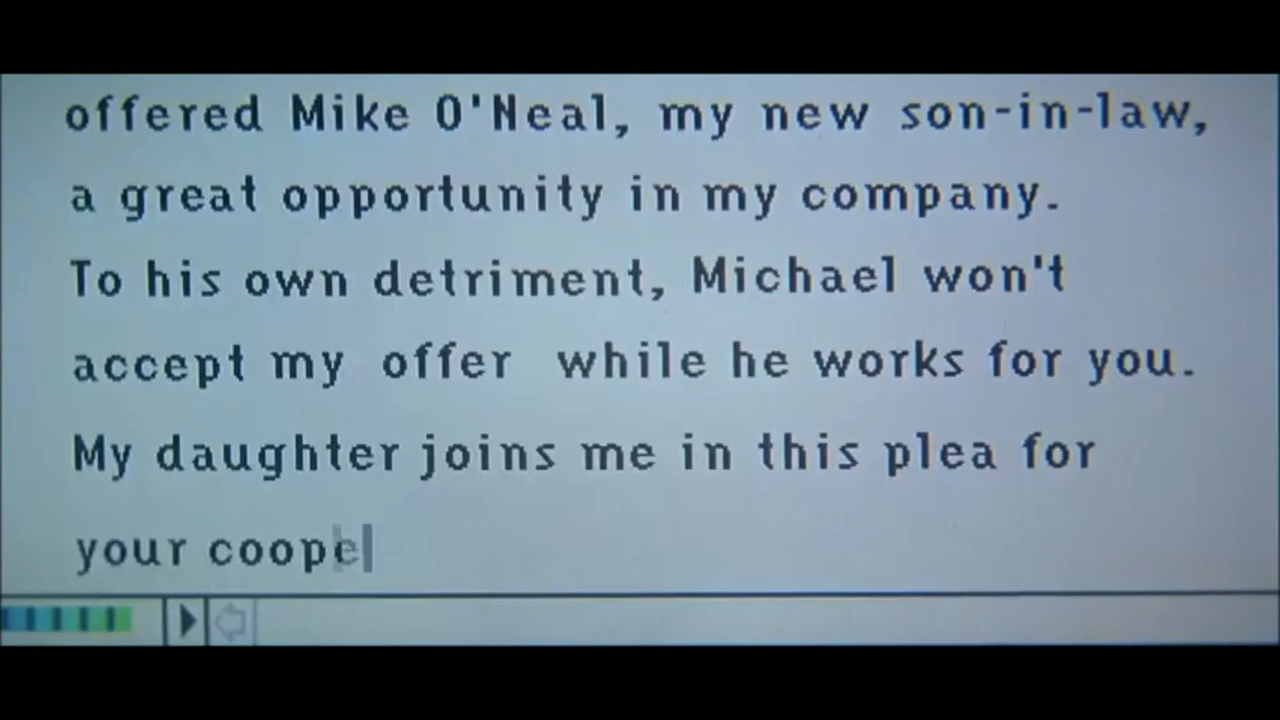 offered Mike O'Neal, my new son-in-law,
a great opportunity in my company.
To his own detriment, Michael won't
accept my offer while he works for you.
My daughter joins me in this plea for
your coope